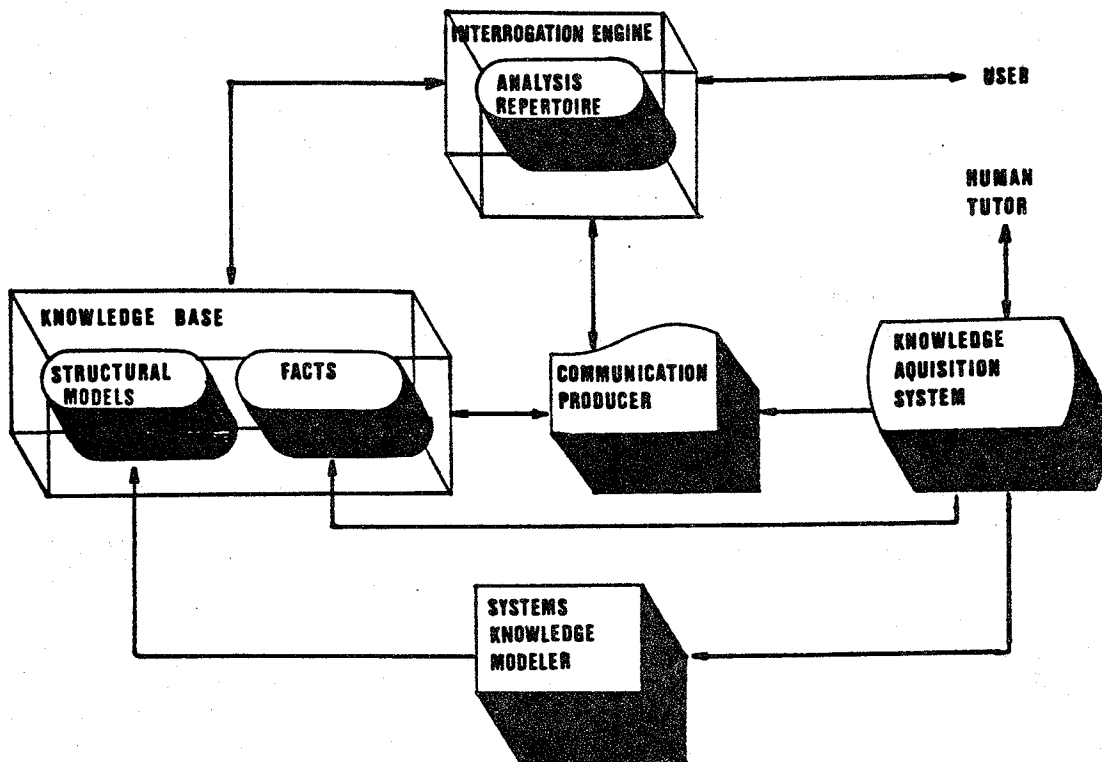 INTERROGATION ENGINE
ANALYSIS
REPERTOIRE
USER
HUMAN
TUTOR
KNOWLEDGE BASE
STRUCTURAL
MODELS
FACTS
COMMUNICATION
PRODUCER
KNOWLEDGE
AQUISITION
SYSTEM
SYSTEMS
KNOWLEDGE
MODELER